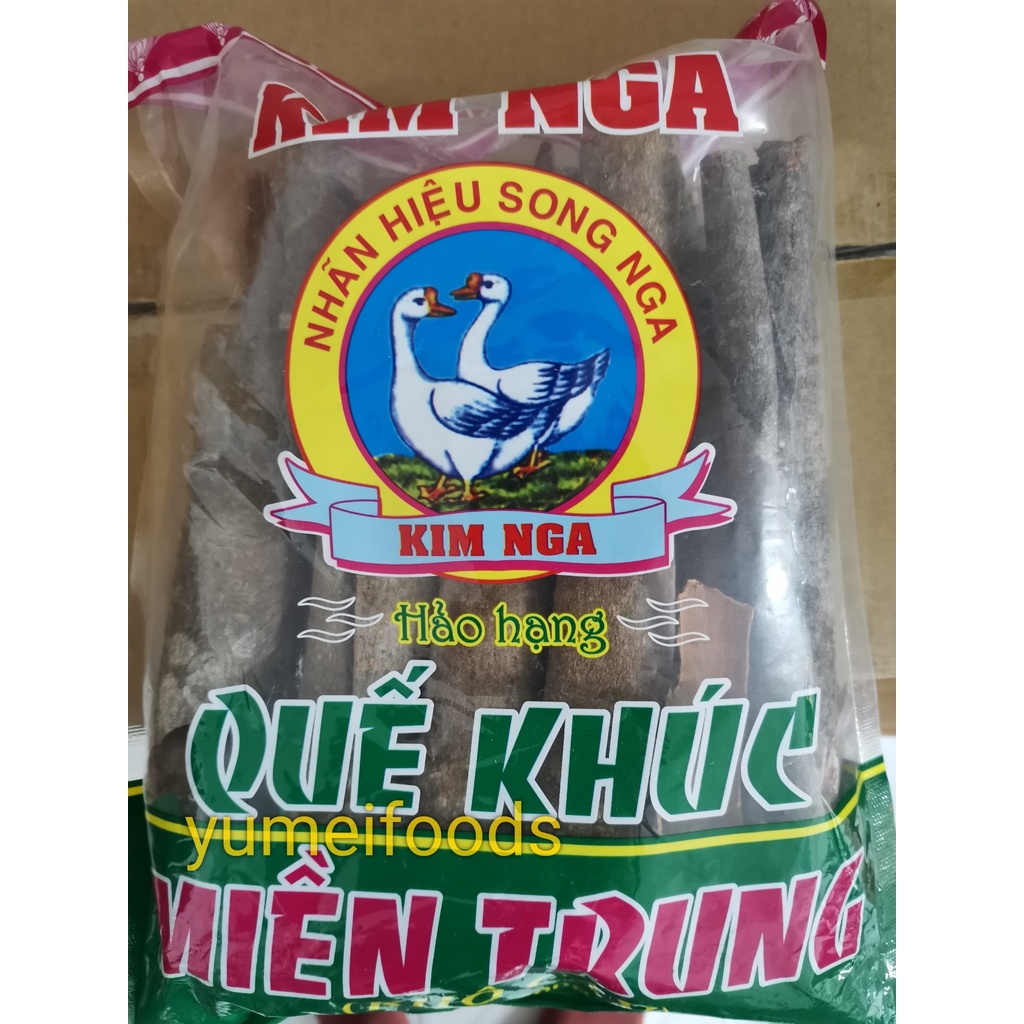 KIM NGA
NHÃN HIỆU SONG NGA
KIM NGA
Hảo hạng
QUẾ KHÚC
yumeifoods
MIỀN TRUNG